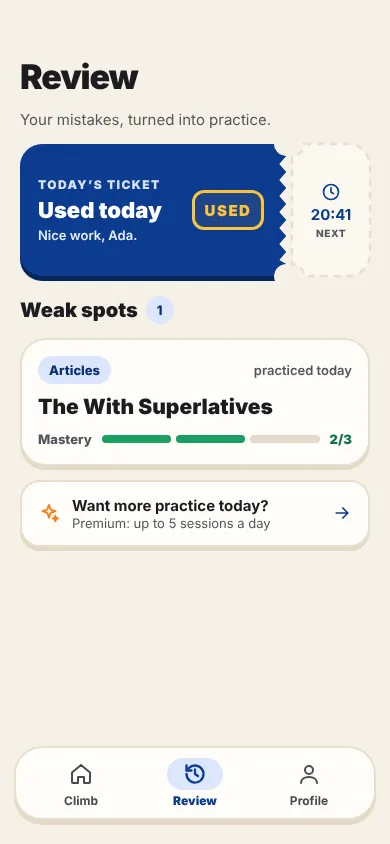 Review
Your mistakes, turned into practice.
TODAY’S TICKET
Used today
Nice work, Ada.
USED
20:41
NEXT
Weak spots 1
Articles
practiced today
The With Superlatives
Mastery 2/3
Want more practice today?
Premium: up to 5 sessions a day
Climb
Review
Profile